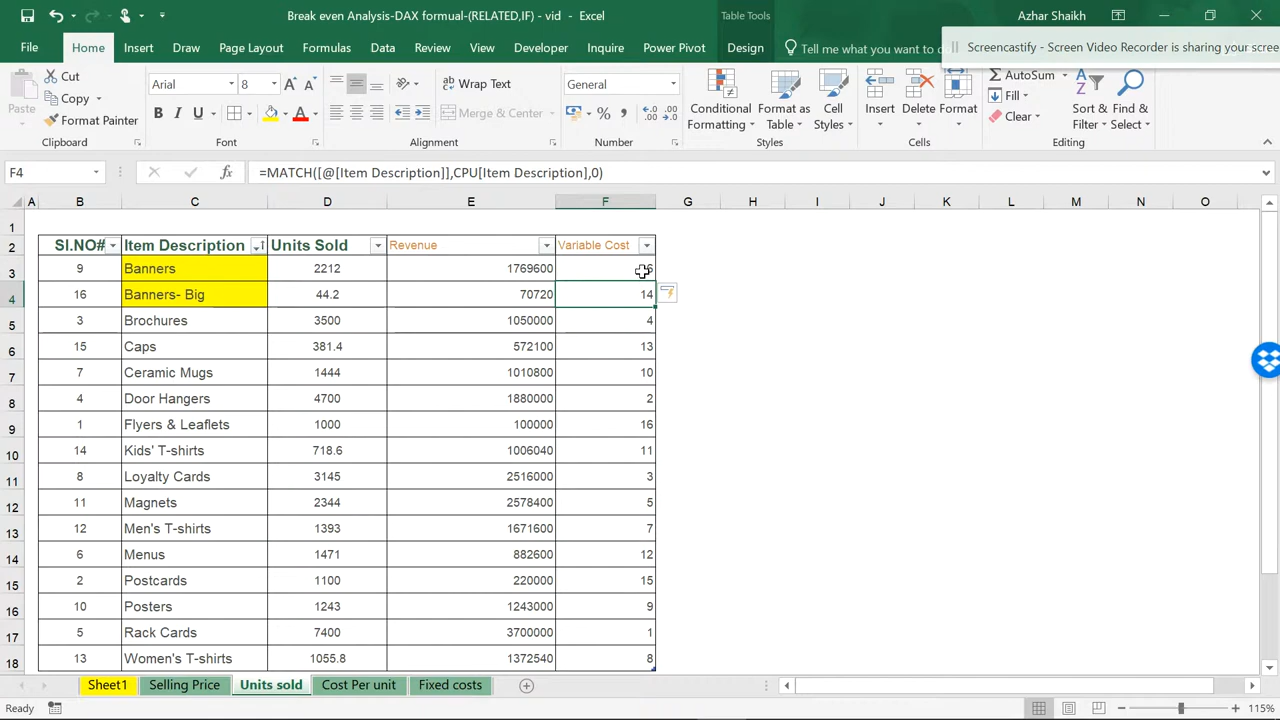 Break even Analysis-DAX formual-(RELATED,IF) - vid - Excel
Table Tools
Azhar Shaikh
File Home Insert Draw Page Layout Formulas Data Review View Developer Inquire Power Pivot Design Tell me what you want to
Screencastify - Screen Video Recorder is sharing your scree
Paste
Cut
Copy
Format Painter
Arial 8
Wrap Text
Merge & Center
General
Conditional Formatting
Format as Table
Cell Styles
Insert Delete Format
AutoSum
Fill
Clear
Sort & Filter
Find & Select
Clipboard Font Alignment Number Styles Cells Editing
F4 fx =MATCH([@[Item Description]],CPU[Item Description],0)
A B C D E F G H I J K L M N O
1
2 Sl.NO# Item Description Units Sold Revenue Variable Cost
3 9 Banners 2212 1769600
4 16 Banners- Big 44.2 70720 14
5 3 Brochures 3500 1050000 4
6 15 Caps 381.4 572100 13
7 7 Ceramic Mugs 1444 1010800 10
8 4 Door Hangers 4700 1880000 2
9 1 Flyers & Leaflets 1000 100000 16
10 14 Kids' T-shirts 718.6 1006040 11
11 8 Loyalty Cards 3145 2516000 3
12 11 Magnets 2344 2578400 5
13 12 Men's T-shirts 1393 1671600 7
14 6 Menus 1471 882600 12
15 2 Postcards 1100 220000 15
16 10 Posters 1243 1243000 9
17 5 Rack Cards 7400 3700000 1
18 13 Women's T-shirts 1055.8 1372540 8
Sheet1 Selling Price Units sold Cost Per unit Fixed costs
Ready 115%